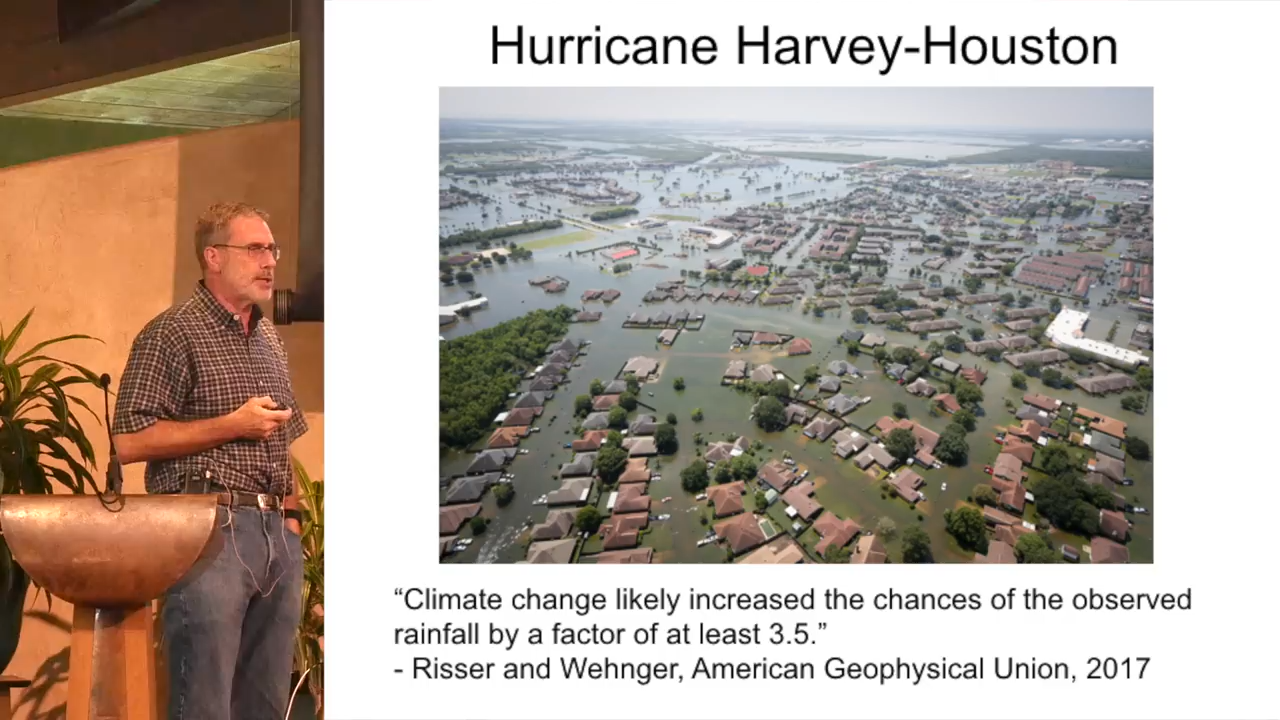 Hurricane Harvey-Houston
“Climate change likely increased the chances of the observed
rainfall by a factor of at least 3.5.”
- Risser and Wehnger, American Geophysical Union, 2017